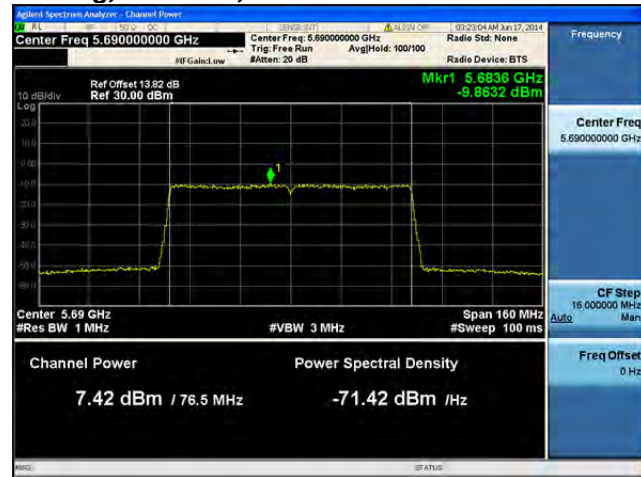 Agilent Spectrum Analyzer - Channel Power
RL RF 50 Ω DC SENSE:INT ALIGN OFF 03:23:04 AM Jun 17, 2014
Center Freq 5.690000000 GHz
Center Freq: 5.690000000 GHz
Radio Std: None
Trig: Free Run Avg|Hold: 100/100
#IFGain:Low #Atten: 20 dB Radio Device: BTS
Frequency
Mkr1 5.6836 GHz
-9.8632 dBm
Ref Offset 13.82 dB
10 dB/div Ref 30.00 dBm
Log
20.0
10.0
0.00
-10.0
-20.0
-30.0
-40.0
-50.0
-60.0
1
Center Freq
5.690000000 GHz
Center 5.69 GHz Span 160 MHz
#Res BW 1 MHz #VBW 3 MHz #Sweep 100 ms
CF Step
16.000000 MHz
Auto Man
Channel Power Power Spectral Density
7.42 dBm / 76.5 MHz -71.42 dBm /Hz
Freq Offset
0 Hz
MSG STATUS